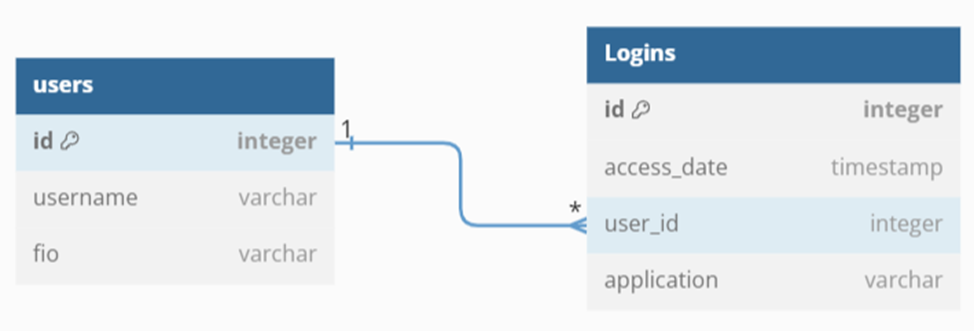 users
id integer
username varchar
fio varchar
1
*
Logins
id integer
access_date timestamp
user_id integer
application varchar